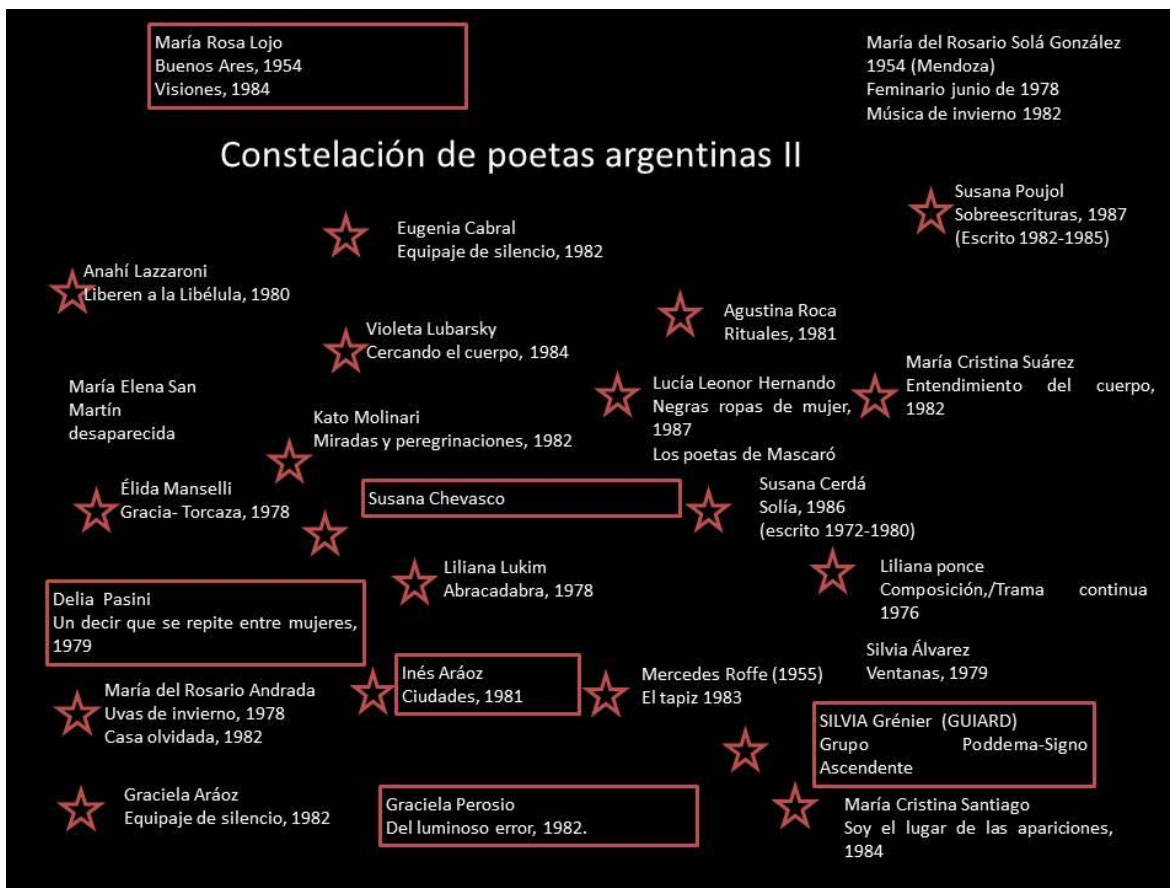 María Rosa Lojo
Buenos Ares, 1954
Visiones, 1984
María del Rosario Solá González
1954 (Mendoza)
Feminario junio de 1978
Música de invierno 1982
Constelación de poetas argentinas II
Susana Poujol
Sobreescrituras, 1987
(Escrito 1982-1985)
Eugenia Cabral
Equipaje de silencio, 1982
Anahí Lazzaroni
Liberen a la Libélula, 1980
Agustina Roca
Rituales, 1981
Violeta Lubarsky
Cercando el cuerpo, 1984
María Cristina Suárez
Entendimiento del cuerpo,
1982
Lucía Leonor Hernando
Negras ropas de mujer,
1987
Los poetas de Mascaró
María Elena San
Martín
desaparecida
Kato Molinari
Miradas y peregrinaciones, 1982
Élida Manselli
Gracia- Torcaza, 1978
Susana Chevasco
Susana Cerdá
Solía, 1986
(escrito 1972-1980)
Liliana Lukim
Abracadabra, 1978
Liliana ponce
Composición,/Trama continua
1976
Delia Pasini
Un decir que se repite entre mujeres,
1979
Silvia Álvarez
Ventanas, 1979
Inés Aráoz
Ciudades, 1981
Mercedes Roffe (1955)
El tapiz 1983
María del Rosario Andrada
Uvas de invierno, 1978
Casa olvidada, 1982
SILVIA Grénier (GUIARD)
Grupo Poddema-Signo
Ascendente
Graciela Aráoz
Equipaje de silencio, 1982
Graciela Perosio
Del luminoso error, 1982.
María Cristina Santiago
Soy el lugar de las apariciones,
1984